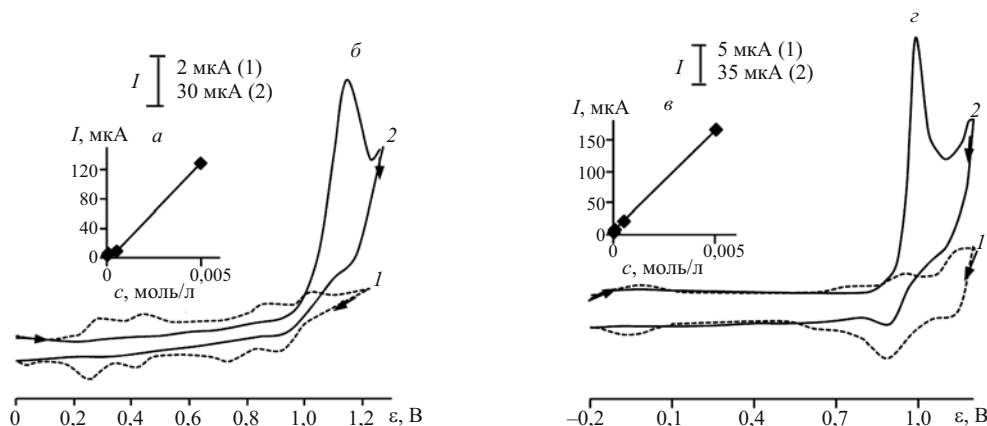 б
I
2 мкА (1)
30 мкА (2)
I, мкА
а
2
120
80
40
0
0
0,005
с, моль/л
1
0
0,2
0,4
0,6
0,8
1,0
1,2
ε, В
г
I
5 мкА (1)
35 мкА (2)
в
I, мкА
2
150
100
50
0
0
0,005
с, моль/л
1
–0,2
0,1
0,4
0,7
1,0
ε, В